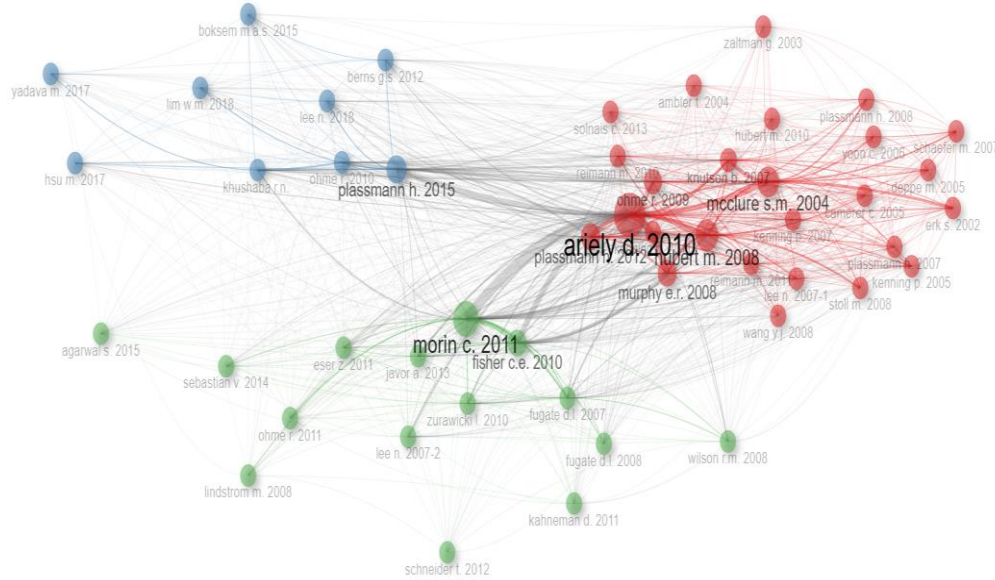 boksem m.a.s. 2015
zaltman g. 2003
yadava m. 2017
berns g.s. 2012
lim w.m. 2018
lee n. 2018
ambler t. 2004
plassmann h. 2008
solnais c. 2013
hubert m. 2010
yoon c. 2006
schaefer m. 2007
hsu m. 2017
khushaba r.n.
ohme r. 2010
plassmann h. 2015
reimann m. 2010
knutson b. 2007
deppe m. 2005
ohme r. 2009
mcclure s.m. 2004
camerer c. 2005
erk s. 2002
kenning p. 2007
ariely d. 2010
plassmann h. 2012
hubert m. 2008
plassmann h. 2007
kenning p. 2005
reimann m. 2011
lee n. 2007-1
murphy e.r. 2008
stoll m. 2008
wang y.j. 2008
morin c. 2011
agarwal s. 2015
fisher c.e. 2010
eser z. 2011
javor a. 2013
sebastian v. 2014
zurawicki l. 2010
fugate d.l. 2007
ohme r. 2011
lee n. 2007-2
fugate d.l. 2008
wilson r.m. 2008
lindstrom m. 2008
kahneman d. 2011
schneider t. 2012